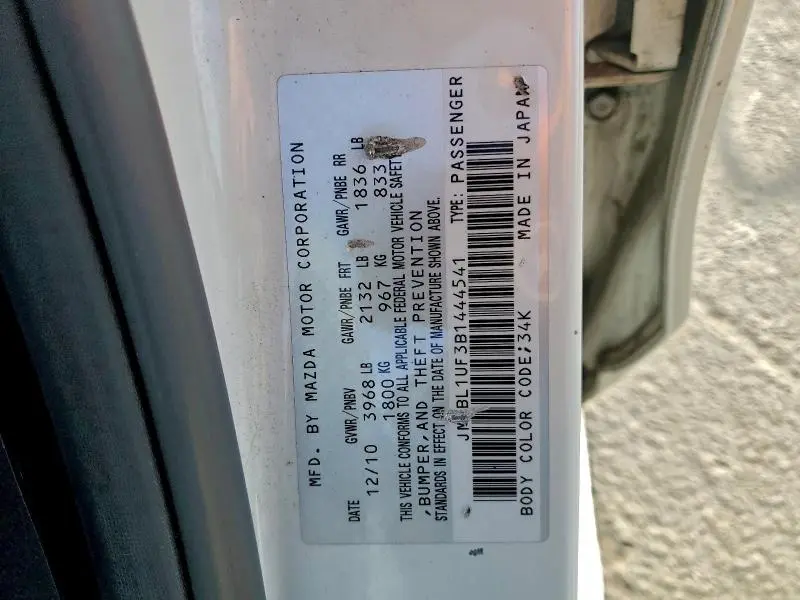 MFD. BY MAZDA MOTOR CORPORATION
DATE GVWR/PNBV GAWR/PNBE FRT GAWR/PNBE RR
12/10 3968 LB 2132 LB 1836 LB
1800 KG 967 KG 833
THIS VEHICLE CONFORMS TO ALL APPLICABLE FEDERAL MOTOR VEHICLE SAFETY
,BUMPER,AND THEFT PREVENTION
STANDARDS IN EFFECT ON THE DATE OF MANUFACTURE SHOWN ABOVE.
BL1UF3B1444541 TYPE: PASSENGER
BODY COLOR CODE;34K MADE IN JAPAN